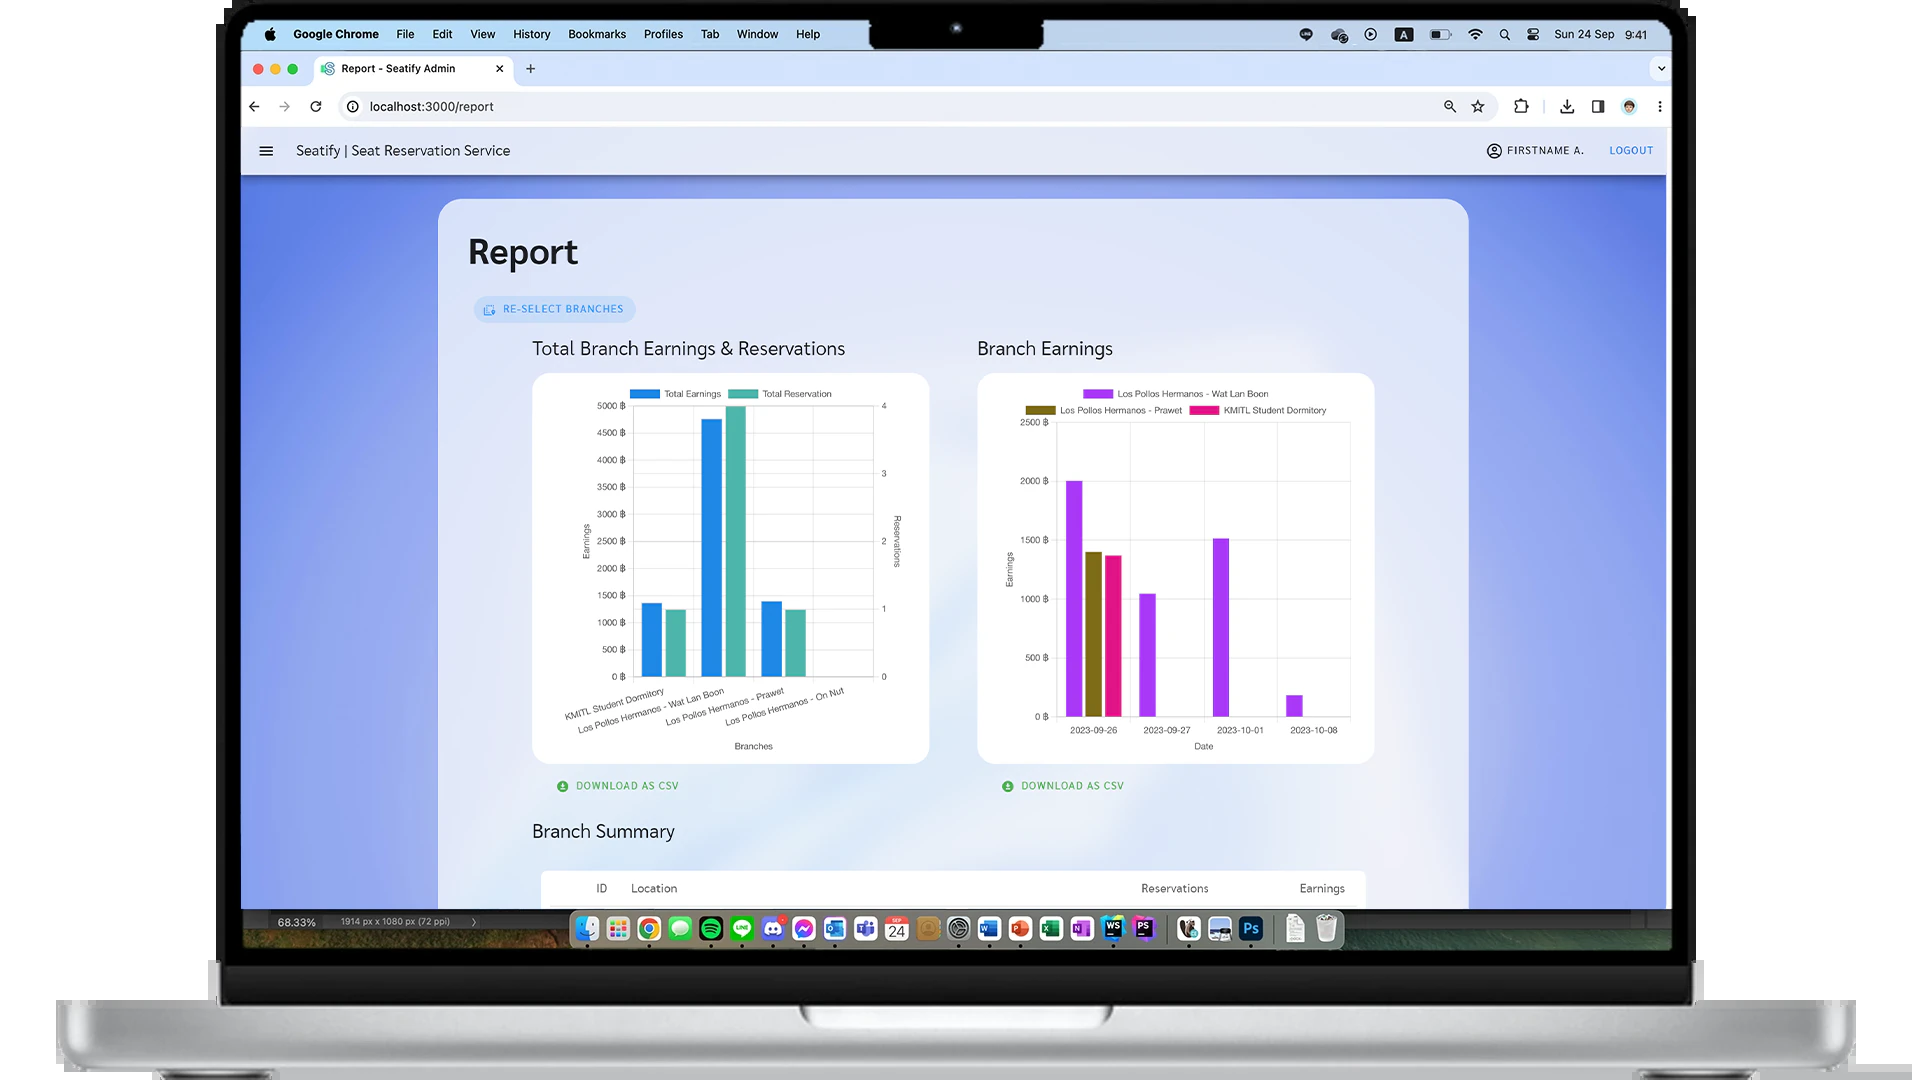 Google Chrome File Edit View History Bookmarks Profiles Tab Window Help A Sun 24 Sep 9:41
Report - Seatify Admin
localhost:3000/report
Seatify | Seat Reservation Service FIRSTNAME A. LOGOUT
Report
RE-SELECT BRANCHES
Total Branch Earnings & Reservations
Total Earnings Total Reservation
5000 ฿
4500 ฿
4000 ฿
3500 ฿
3000 ฿
2500 ฿
2000 ฿
1500 ฿
1000 ฿
500 ฿
0 ฿
Earnings
4
3
2
1
0
Reservations
KMITL Student Dormitory
Los Pollos Hermanos - Wat Lan Boon
Los Pollos Hermanos - Prawet
Los Pollos Hermanos - On Nut
Branches
DOWNLOAD AS CSV
Branch Earnings
Los Pollos Hermanos - Wat Lan Boon
Los Pollos Hermanos - Prawet KMITL Student Dormitory
2500 ฿
2000 ฿
1500 ฿
1000 ฿
500 ฿
0 ฿
Earnings
2023-09-26 2023-09-27 2023-10-01 2023-10-08
Date
DOWNLOAD AS CSV
Branch Summary
ID Location Reservations Earnings
68.33% 1914 px x 1080 px (72 ppi)
LINE SEP 24 W P X N WS PS Ps